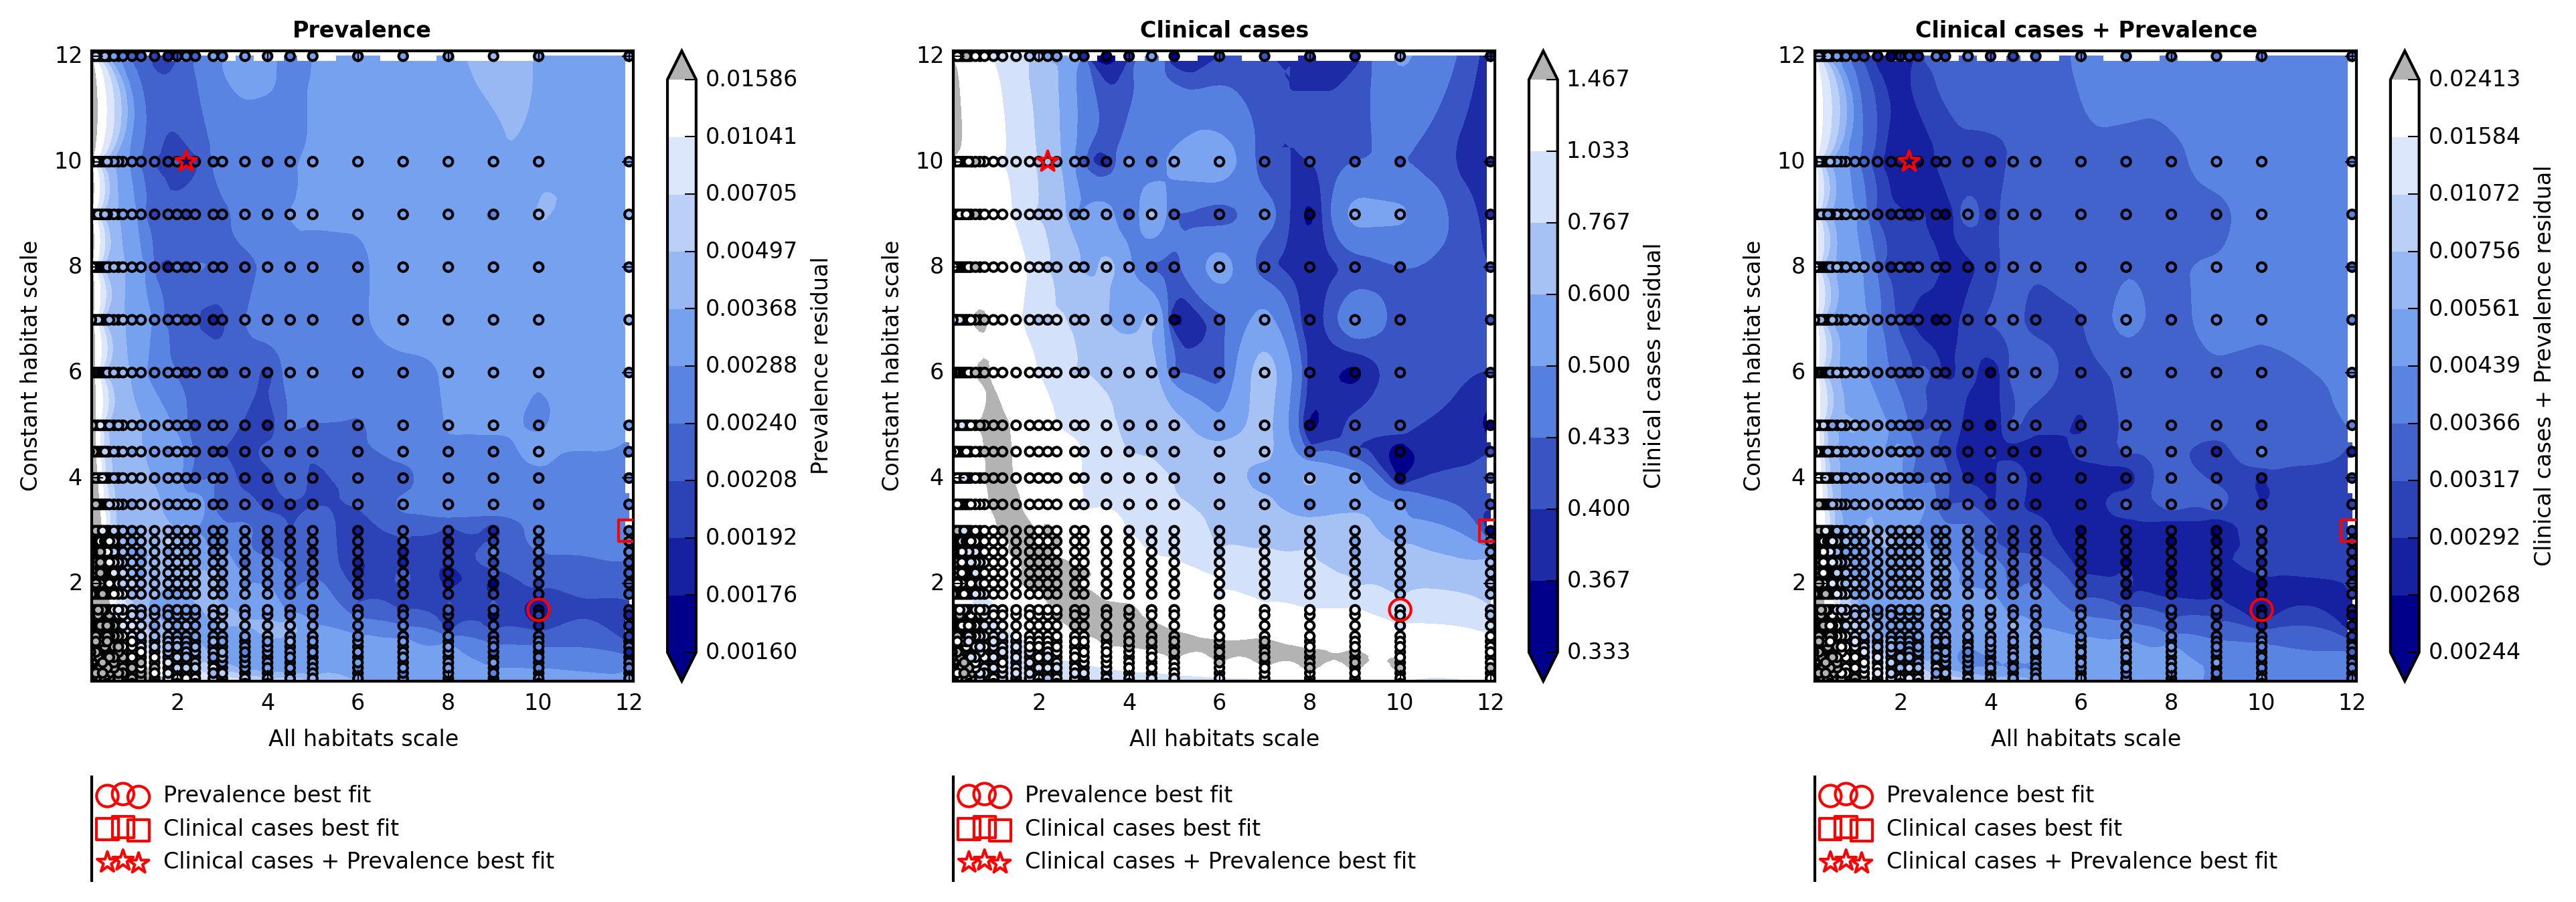 Prevalence
12
10
8
6
4
2
2 4 6 8 10 12
Constant habitat scale
All habitats scale
0.01586
0.01041
0.00705
0.00497
0.00368
0.00288
0.00240
0.00208
0.00192
0.00176
0.00160
Prevalence residual
Prevalence best fit
Clinical cases best fit
Clinical cases + Prevalence best fit
Clinical cases
12
10
8
6
4
2
2 4 6 8 10 12
Constant habitat scale
All habitats scale
1.467
1.033
0.767
0.600
0.500
0.433
0.400
0.367
0.333
Clinical cases residual
Prevalence best fit
Clinical cases best fit
Clinical cases + Prevalence best fit
Clinical cases + Prevalence
12
10
8
6
4
2
2 4 6 8 10 12
Constant habitat scale
All habitats scale
0.02413
0.01584
0.01072
0.00756
0.00561
0.00439
0.00366
0.00317
0.00292
0.00268
0.00244
Clinical cases + Prevalence residual
Prevalence best fit
Clinical cases best fit
Clinical cases + Prevalence best fit